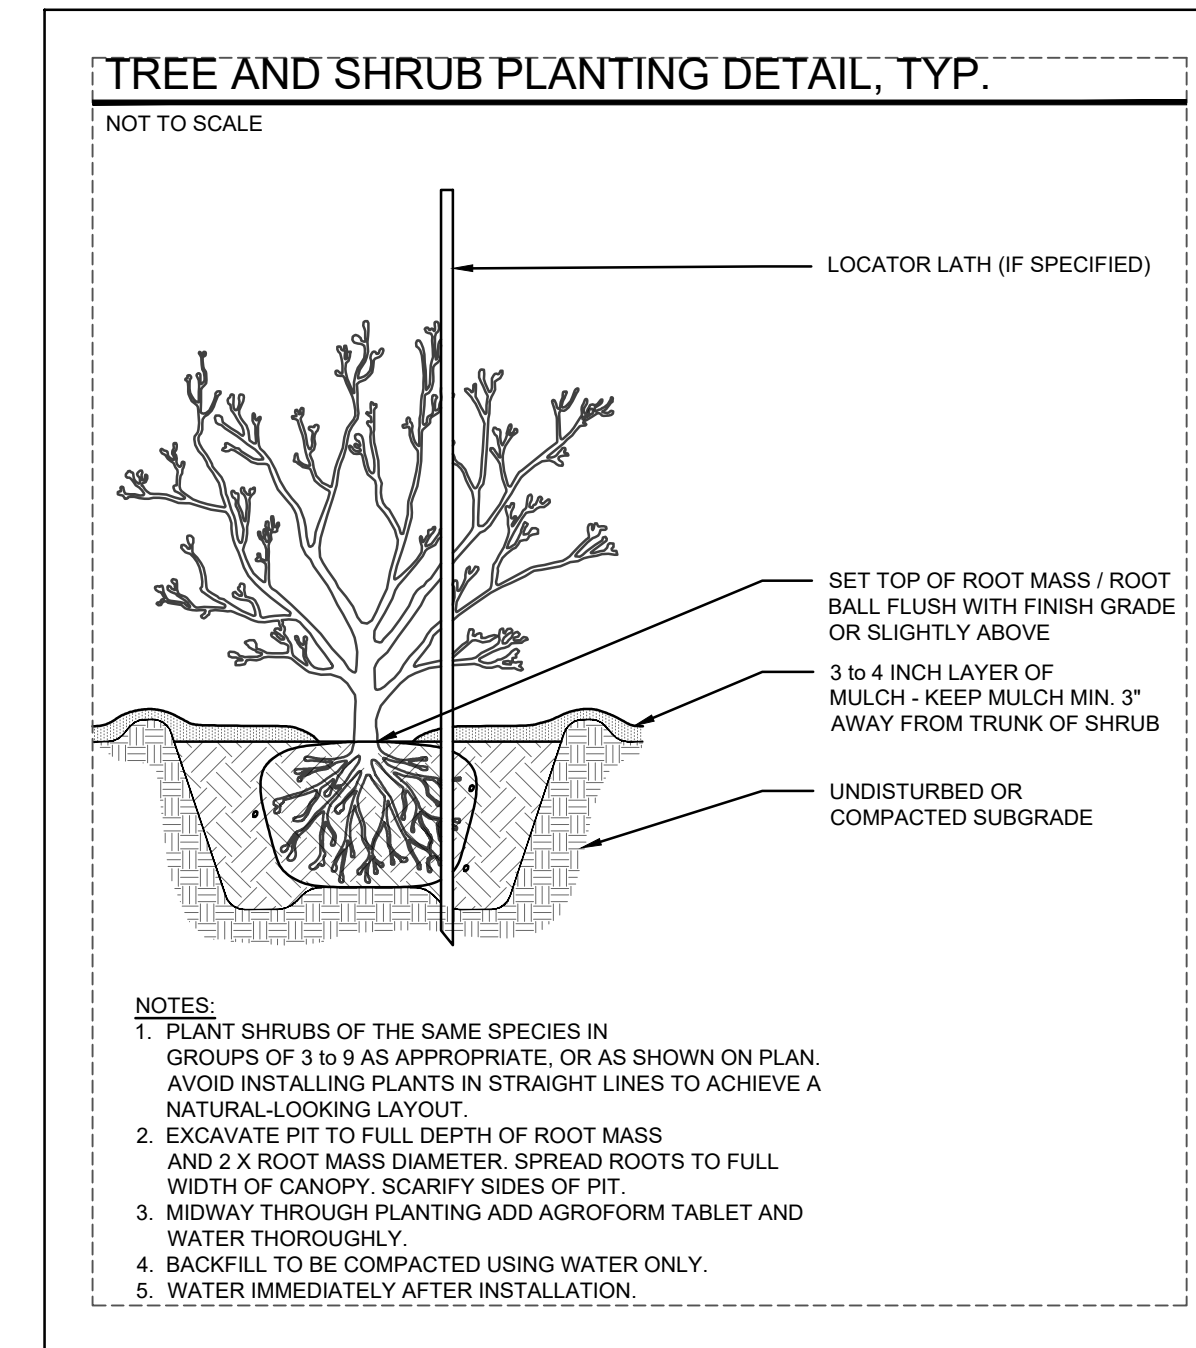 TREE AND SHRUB PLANTING DETAIL, TYP.
NOT TO SCALE
LOCATOR LATH (IF SPECIFIED)
SET TOP OF ROOT MASS / ROOT
BALL FLUSH WITH FINISH GRADE
OR SLIGHTLY ABOVE
3 to 4 INCH LAYER OF
MULCH - KEEP MULCH MIN. 3"
AWAY FROM TRUNK OF SHRUB
UNDISTURBED OR
COMPACTED SUBGRADE
NOTES:
1. PLANT SHRUBS OF THE SAME SPECIES IN
GROUPS OF 3 to 9 AS APPROPRIATE, OR AS SHOWN ON PLAN.
AVOID INSTALLING PLANTS IN STRAIGHT LINES TO ACHIEVE A
NATURAL-LOOKING LAYOUT.
2. EXCAVATE PIT TO FULL DEPTH OF ROOT MASS
AND 2 X ROOT MASS DIAMETER. SPREAD ROOTS TO FULL
WIDTH OF CANOPY. SCARIFY SIDES OF PIT.
3. MIDWAY THROUGH PLANTING ADD AGROFORM TABLET AND
WATER THOROUGHLY.
4. BACKFILL TO BE COMPACTED USING WATER ONLY.
5. WATER IMMEDIATELY AFTER INSTALLATION.